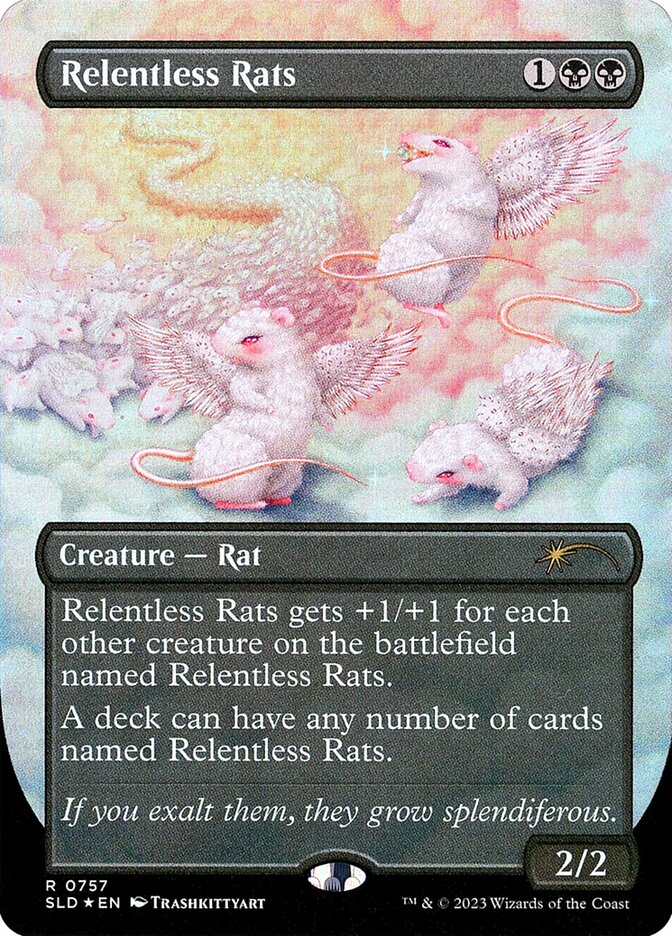 Relentless Rats 1
Creature — Rat
Relentless Rats gets +1/+1 for each
other creature on the battlefield
named Relentless Rats.
A deck can have any number of cards
named Relentless Rats.
If you exalt them, they grow splendiferous.
2/2
R 0757
SLD ★ EN TRASHKITTYART
™ & © 2023 Wizards of the Coast